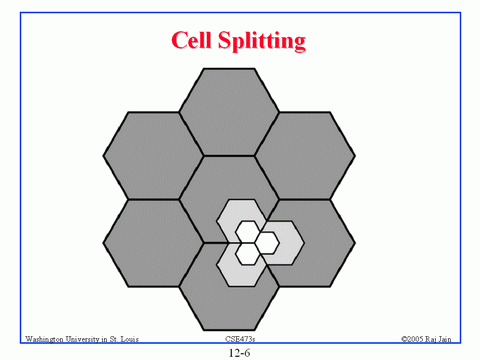 Cell Splitting
Washington University in St. Louis
CSE473s
©2005 Raj Jain
12-6